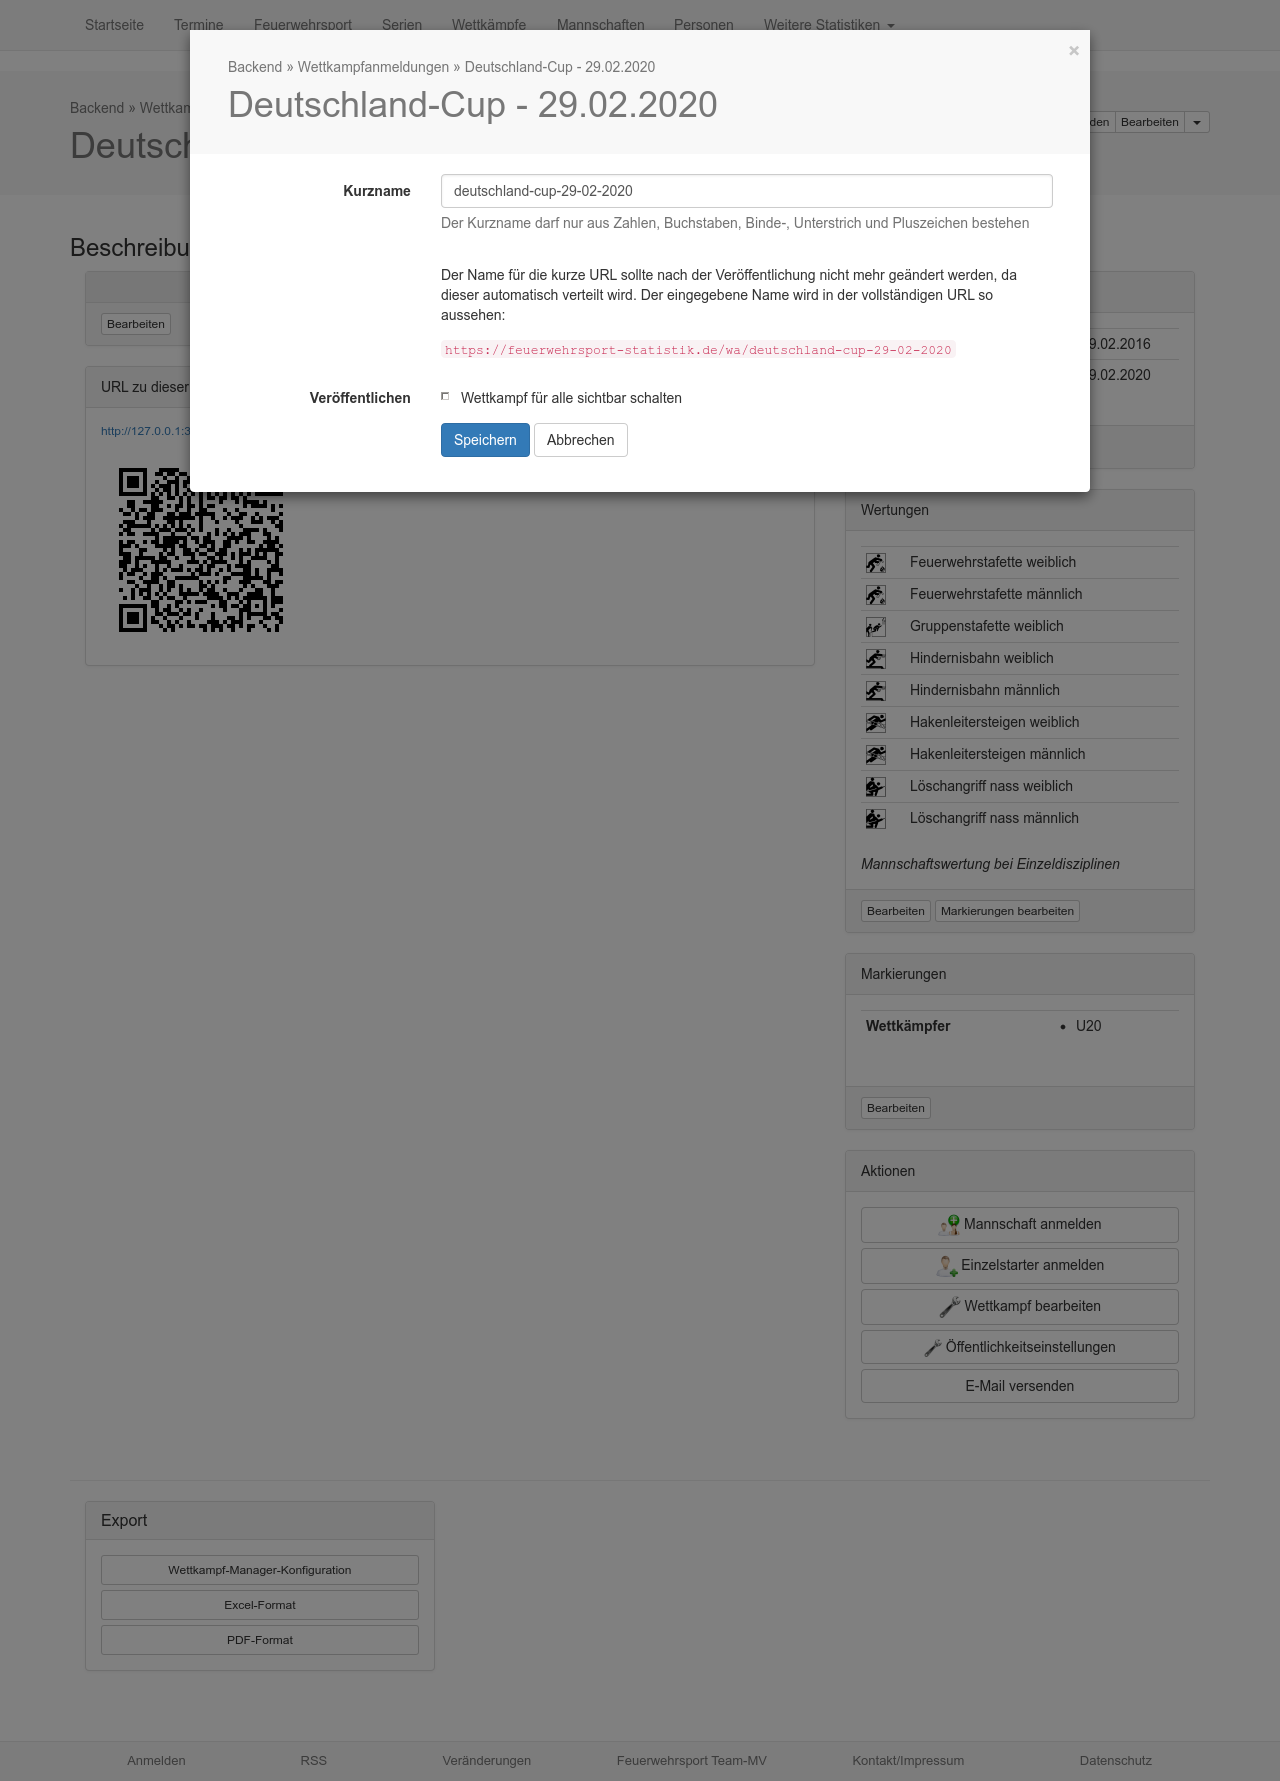 Startseite Termine Feuerwehrsport Serien Wettkämpfe Mannschaften Personen Weitere Statistiken
×
Backend » Wettkampfanmeldungen » Deutschland-Cup - 29.02.2020
Deutschland-Cup - 29.02.2020
Backend » Wettkam
Bearbeiten
Kurzname
deutschland-cup-29-02-2020
Der Kurzname darf nur aus Zahlen, Buchstaben, Binde-, Unterstrich und Pluszeichen bestehen
Der Name für die kurze URL sollte nach der Veröffentlichung nicht mehr geändert werden, da
dieser automatisch verteilt wird. Der eingegebene Name wird in der vollständigen URL so
aussehen:
https://feuerwehrsport-statistik.de/wa/deutschland-cup-29-02-2020
Veröffentlichen
Wettkampf für alle sichtbar schalten
Speichern Abbrechen
Beschreibu
Bearbeiten
URL zu dieser
http://127.0.0.1:3
9.02.2016
9.02.2020
Wertungen
Feuerwehrstafette weiblich
Feuerwehrstafette männlich
Gruppenstafette weiblich
Hindernisbahn weiblich
Hindernisbahn männlich
Hakenleitersteigen weiblich
Hakenleitersteigen männlich
Löschangriff nass weiblich
Löschangriff nass männlich
Mannschaftswertung bei Einzeldisziplinen
Bearbeiten Markierungen bearbeiten
Markierungen
Wettkämpfer • U20
Bearbeiten
Aktionen
Mannschaft anmelden
Einzelstarter anmelden
Wettkampf bearbeiten
Öffentlichkeitseinstellungen
E-Mail versenden
Export
Wettkampf-Manager-Konfiguration
Excel-Format
PDF-Format
Anmelden RSS Veränderungen Feuerwehrsport Team-MV Kontakt/Impressum Datenschutz